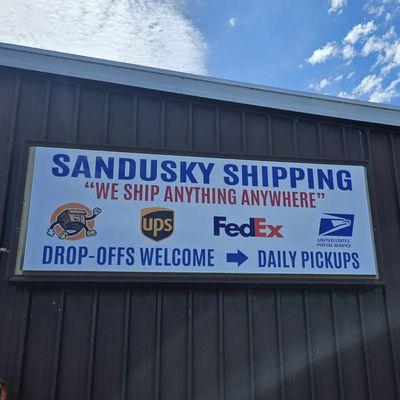 SANDUSKY SHIPPING
"WE SHIP ANYTHING ANYWHERE"
ups FedEx UNITED STATES POSTAL SERVICE
DROP-OFFS WELCOME → DAILY PICKUPS